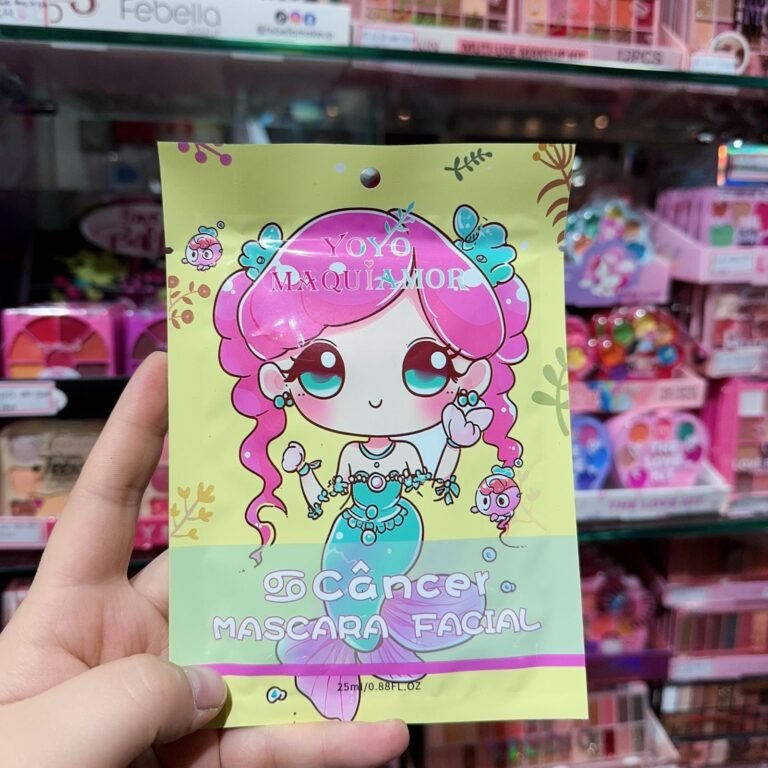 Febella
YOYO
MAQUIAMOR
♋Câncer
MASCARA FACIAL
25ml/0.88FL.OZ